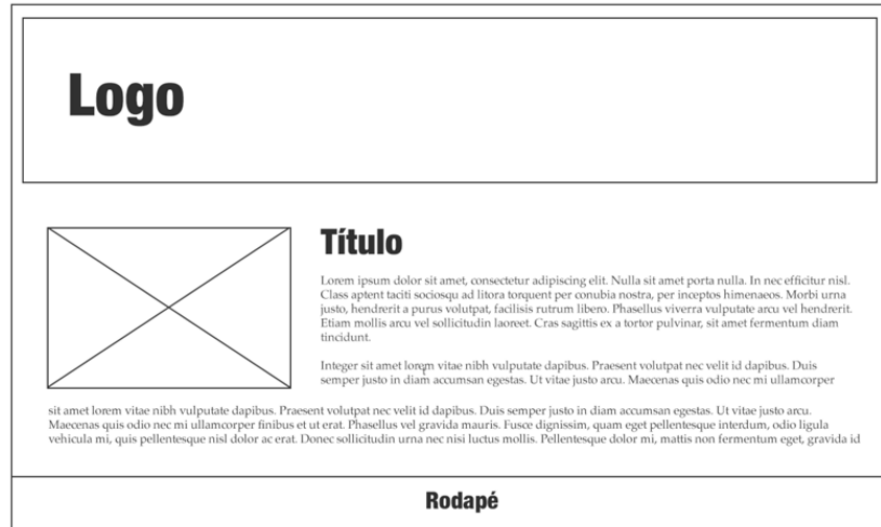 Logo
Título
Lorem ipsum dolor sit amet, consectetur adipiscing elit. Nulla sit amet porta nulla. In nec efficitur nisl.
Class aptent taciti sociosqu ad litora torquent per conubia nostra, per inceptos himenaeos. Morbi urna
justo, hendrerit a purus volutpat, facilisis rutrum libero. Phasellus viverra vulputate arcu vel hendrerit.
Etiam mollis arcu vel sollicitudin laoreet. Cras sagittis ex a tortor pulvinar, sit amet fermentum diam
tincidunt.
Integer sit amet lorem vitae nibh vulputate dapibus. Praesent volutpat nec velit id dapibus. Duis
semper justo in diam accumsan egestas. Ut vitae justo arcu. Maecenas quis odio nec mi ullamcorper
sit amet lorem vitae nibh vulputate dapibus. Praesent volutpat nec velit id dapibus. Duis semper justo in diam accumsan egestas. Ut vitae justo arcu.
Maecenas quis odio nec mi ullamcorper finibus et ut erat. Phasellus vel gravida mauris. Fusce dignissim, quam eget pellentesque interdum, odio ligula
vehicula mi, quis pellentesque nisl dolor ac erat. Donec sollicitudin urna nec nisi luctus mollis. Pellentesque dolor mi, mattis non fermentum eget, gravida id
Rodapé